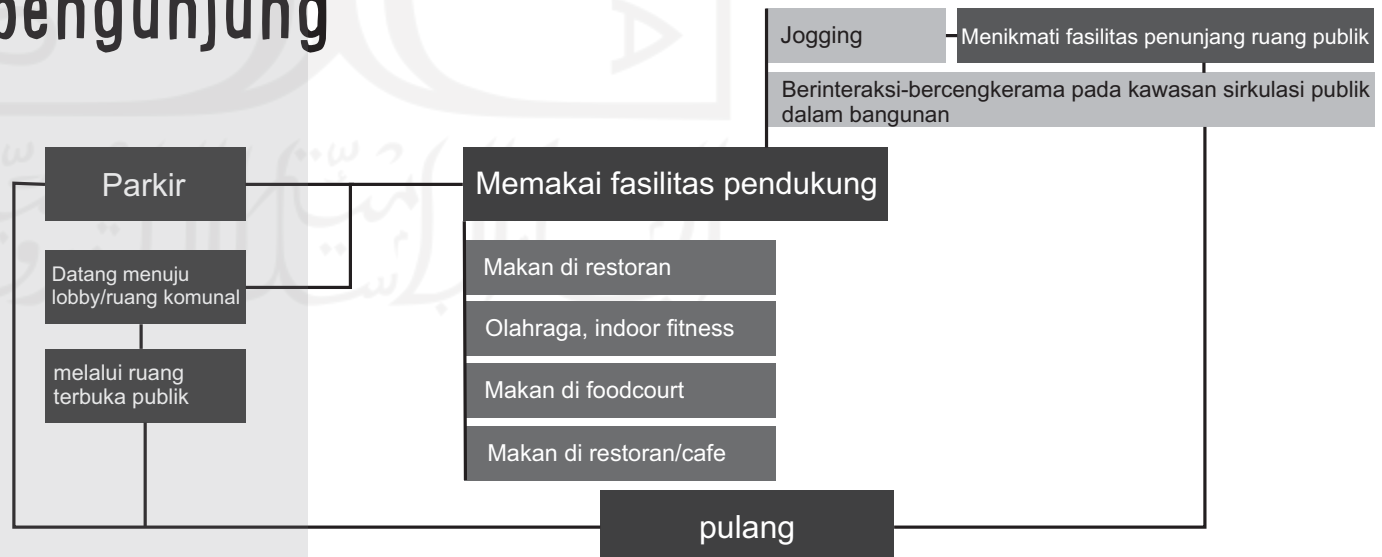 pengunjung
Jogging
Menikmati fasilitas penunjang ruang publik
Berinteraksi-bercengkerama pada kawasan sirkulasi publik
dalam bangunan
Parkir
Memakai fasilitas pendukung
Datang menuju
lobby/ruang komunal
melalui ruang
terbuka publik
Makan di restoran
Olahraga, indoor fitness
Makan di foodcourt
Makan di restoran/cafe
pulang